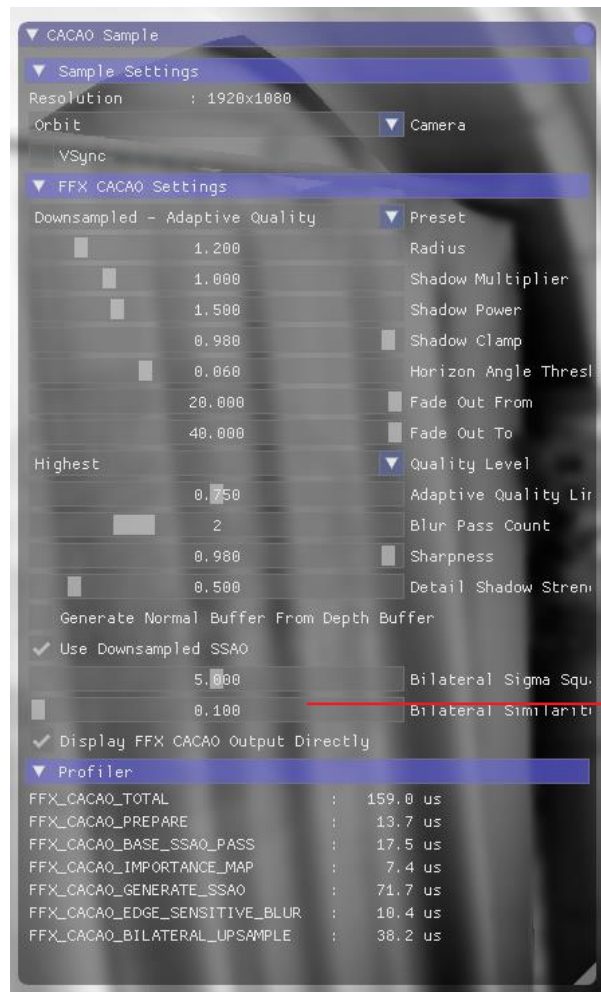 CACAO Sample
Sample Settings
Resolution : 1920x1080
Orbit Camera
VSync
FFX CACAO Settings
Downsampled - Adaptive Quality Preset
1.200 Radius
1.000 Shadow Multiplier
1.500 Shadow Power
0.980 Shadow Clamp
0.060 Horizon Angle Thresh
20.000 Fade Out From
40.000 Fade Out To
Highest Quality Level
0.750 Adaptive Quality Lim
2 Blur Pass Count
0.980 Sharpness
0.500 Detail Shadow Stren
Generate Normal Buffer From Depth Buffer
Use Downsampled SSAO
5.000 Bilateral Sigma Squ
0.100 Bilateral Similarit
Display FFX CACAO Output Directly
Profiler
FFX_CACAO_TOTAL : 159.0 us
FFX_CACAO_PREPARE : 13.7 us
FFX_CACAO_BASE_SSAO_PASS : 17.5 us
FFX_CACAO_IMPORTANCE_MAP : 7.4 us
FFX_CACAO_GENERATE_SSAO : 71.7 us
FFX_CACAO_EDGE_SENSITIVE_BLUR : 10.4 us
FFX_CACAO_BILATERAL_UPSAMPLE : 38.2 us